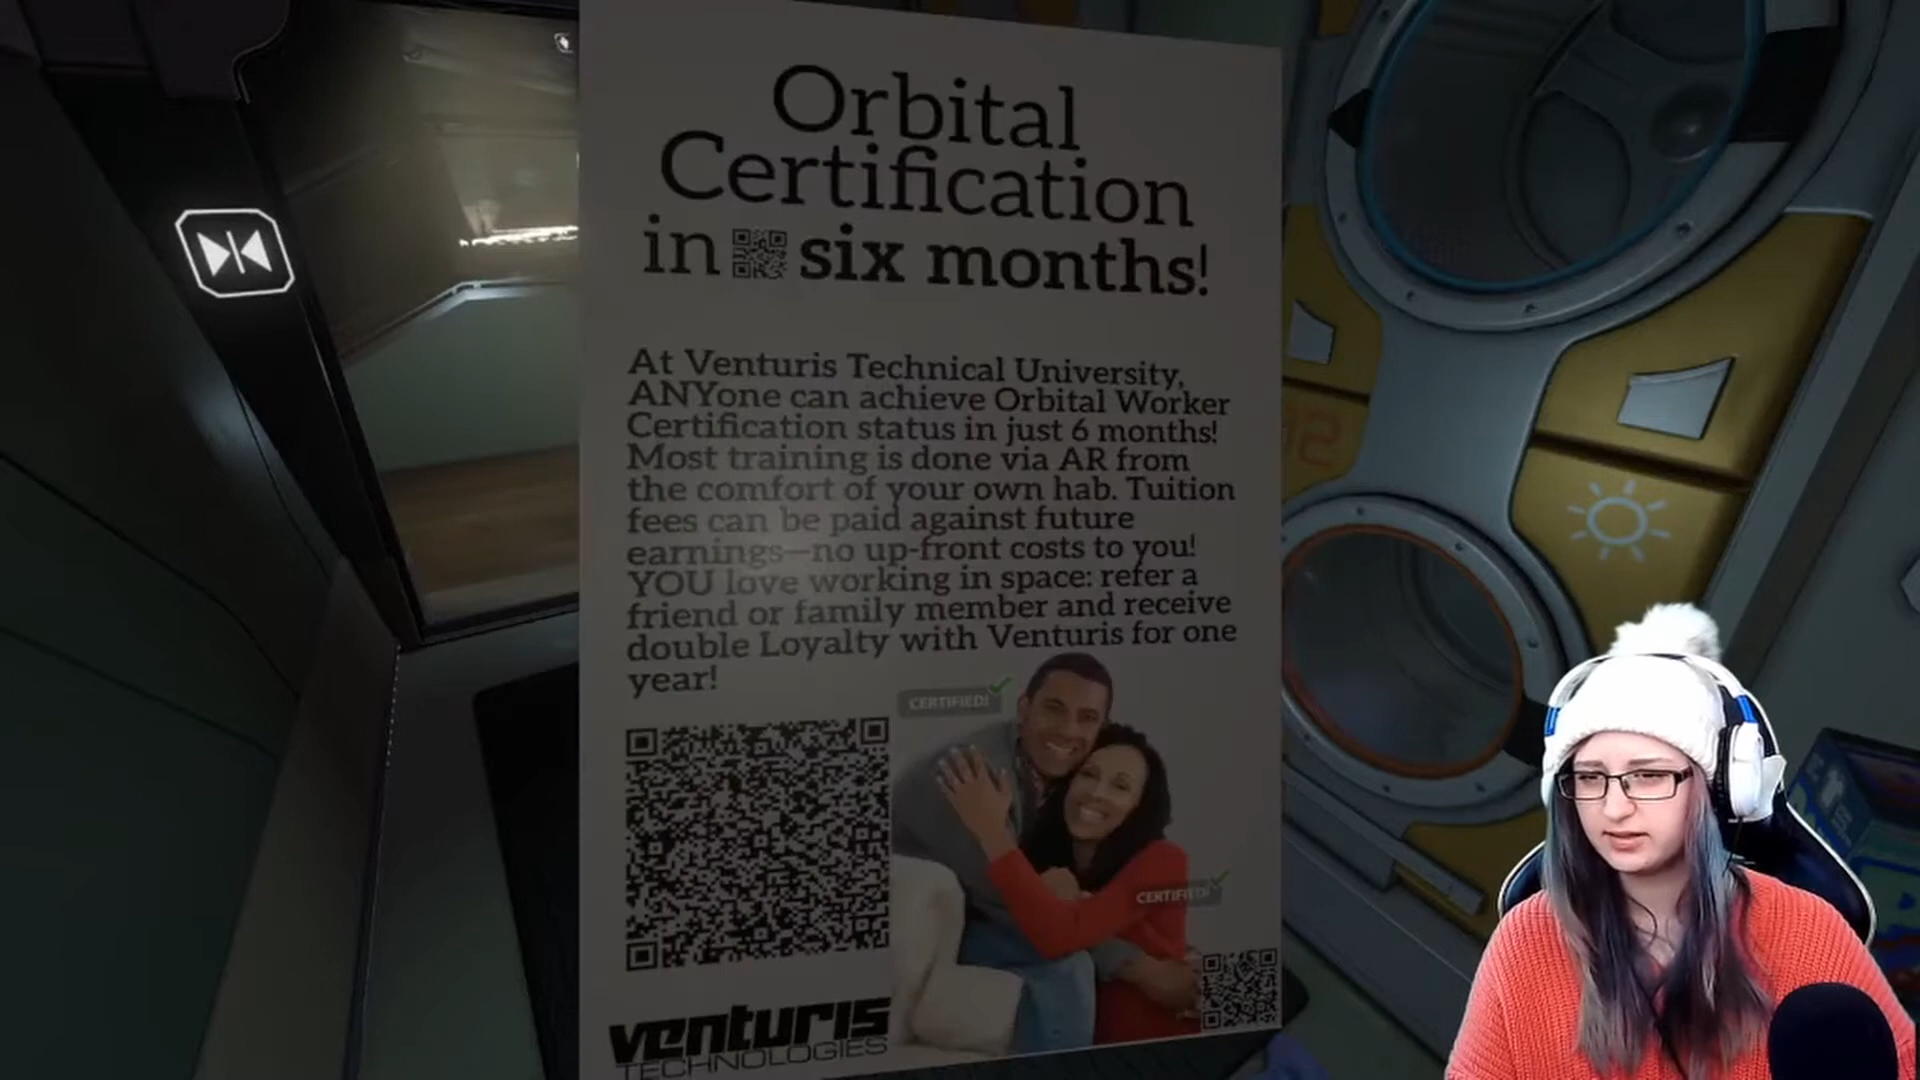 Orbital
Certification
in six months!
At Venturis Technical University,
ANYone can achieve Orbital Worker
Certification status in just 6 months!
Most training is done via AR from
the comfort of your own hab. Tuition
fees can be paid against future
earnings—no up-front costs to you!
YOU love working in space: refer a
friend or family member and receive
double Loyalty with Venturis for one
year!
CERTIFIED!
CERTIFIED!
venturis
TECHNOLOGIES